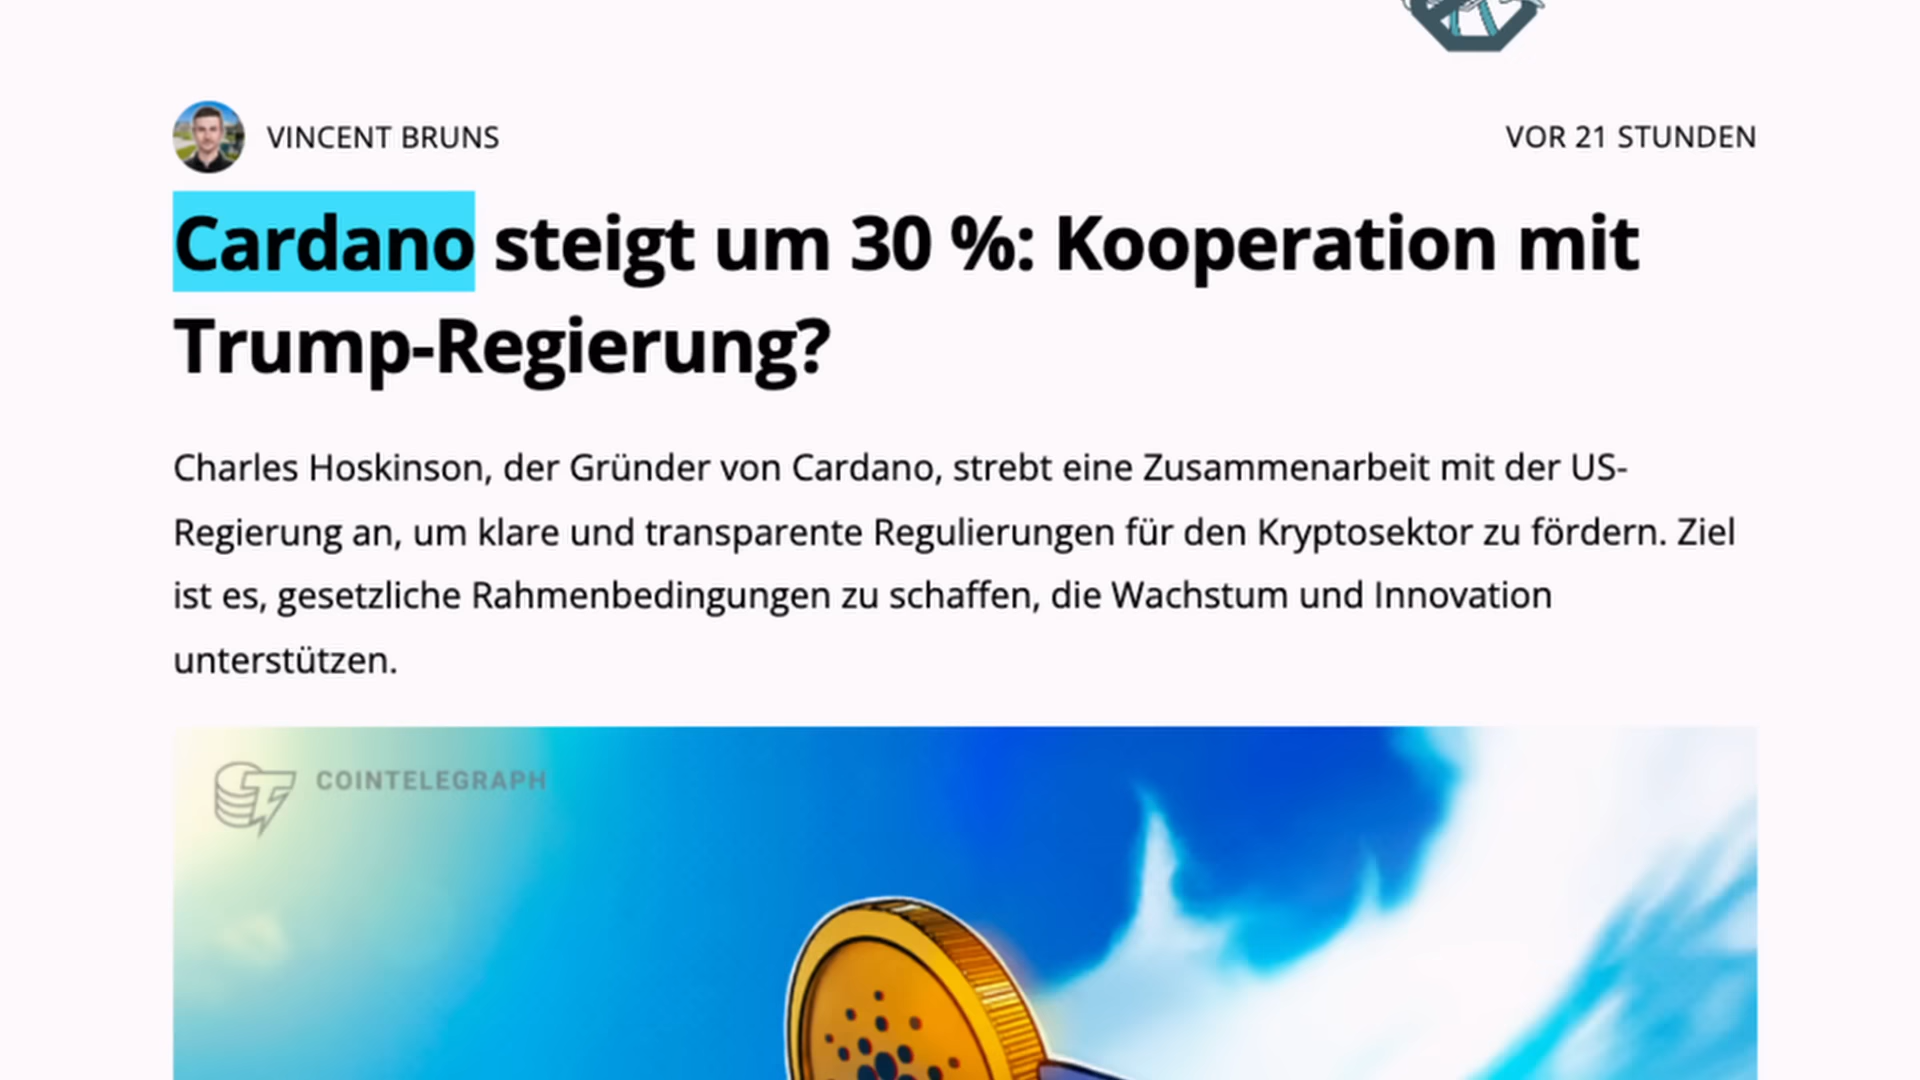 VINCENT BRUNS
VOR 21 STUNDEN
Cardano steigt um 30 %: Kooperation mit
Trump-Regierung?
Charles Hoskinson, der Gründer von Cardano, strebt eine Zusammenarbeit mit der US-
Regierung an, um klare und transparente Regulierungen für den Kryptosektor zu fördern. Ziel
ist es, gesetzliche Rahmenbedingungen zu schaffen, die Wachstum und Innovation
unterstützen.
COINTELEGRAPH